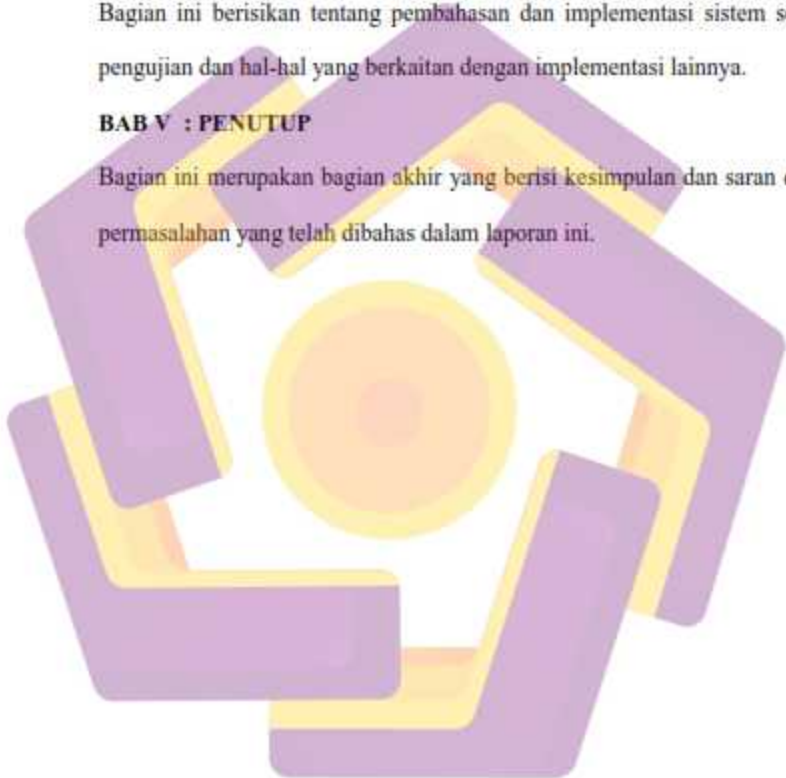 Bagian ini berisikan tentang pembahasan dan implementasi sistem
pengujian dan hal-hal yang berkaitan dengan implementasi lainnya.
BAB V : PENUTUP
Bagian ini merupakan bagian akhir yang berisi kesimpulan dan saran
permasalahan yang telah dibahas dalam laporan ini.